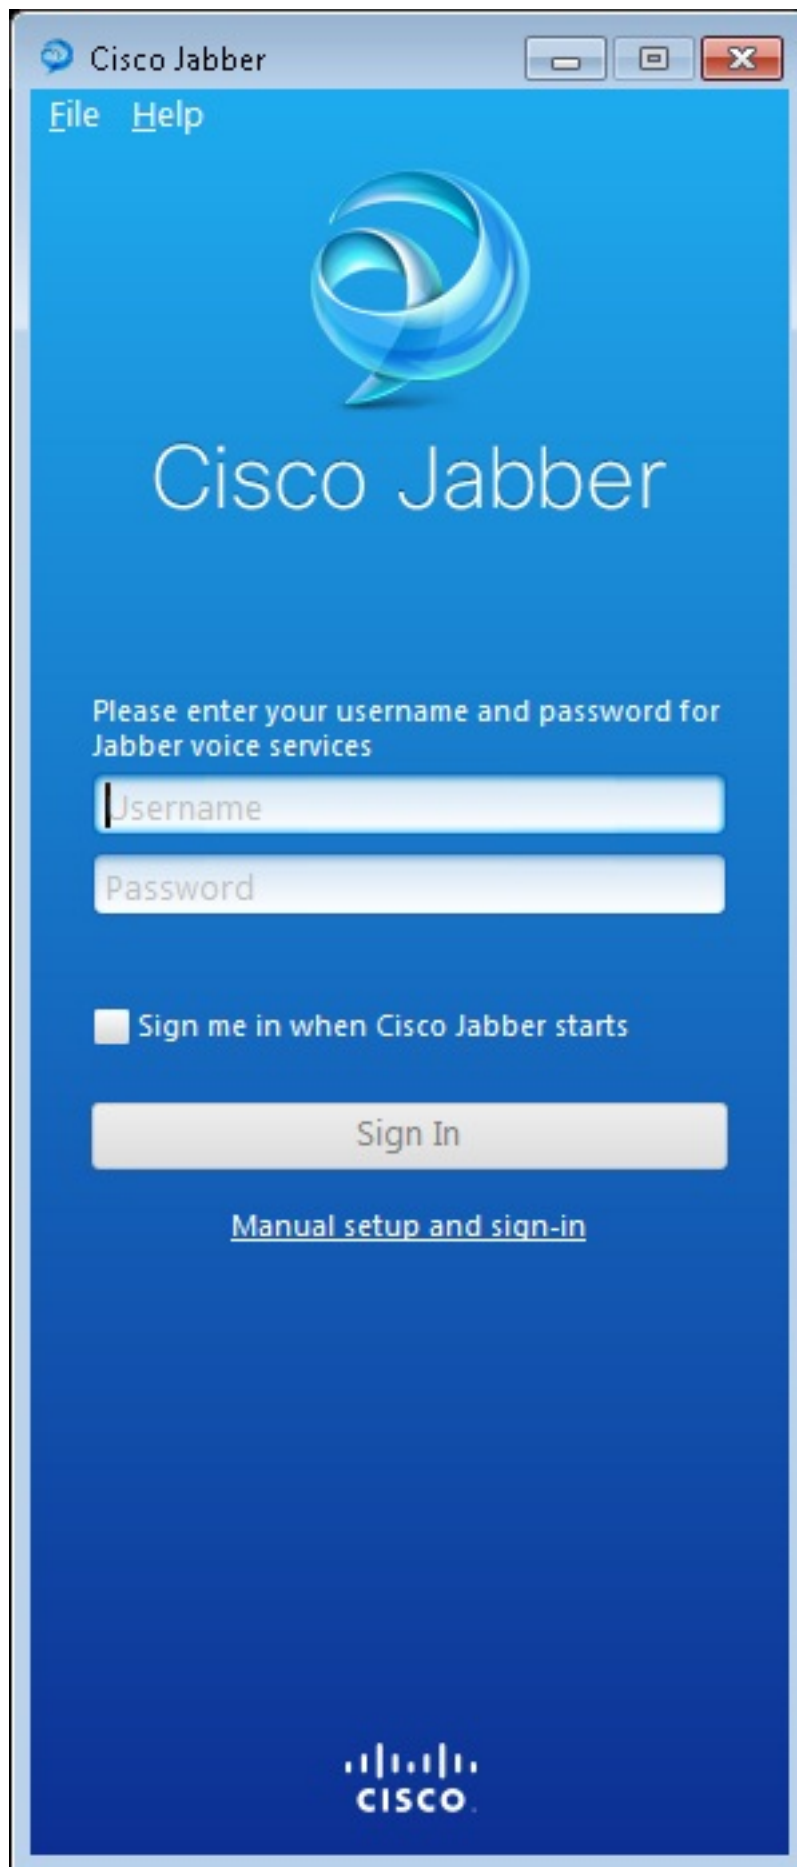 Cisco Jabber
File Help
Cisco Jabber
Please enter your username and password for
Jabber voice services
Username
Password
Sign me in when Cisco Jabber starts
Sign In
Manual setup and sign-in
CISCO